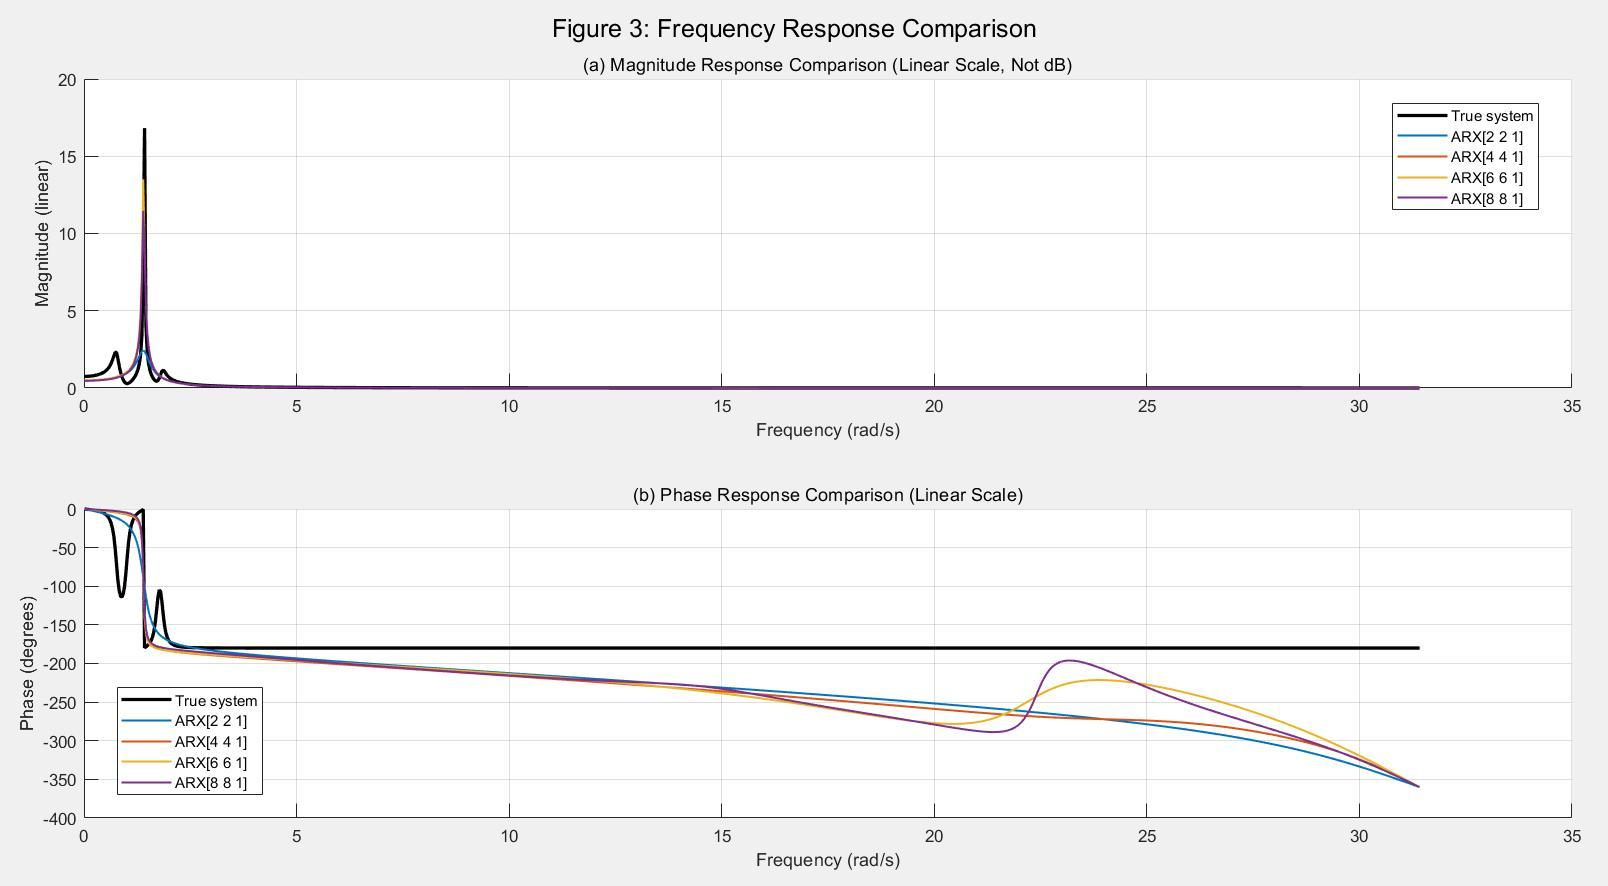 Figure 3: Frequency Response Comparison
(a) Magnitude Response Comparison (Linear Scale, Not dB)
Magnitude (linear)
20
15
10
5
0
0 5 10 15 20 25 30 35
Frequency (rad/s)
True system
ARX[2 2 1]
ARX[4 4 1]
ARX[6 6 1]
ARX[8 8 1]
(b) Phase Response Comparison (Linear Scale)
Phase (degrees)
0
-50
-100
-150
-200
-250
-300
-350
-400
True system
ARX[2 2 1]
ARX[4 4 1]
ARX[6 6 1]
ARX[8 8 1]
0 5 10 15 20 25 30 35
Frequency (rad/s)